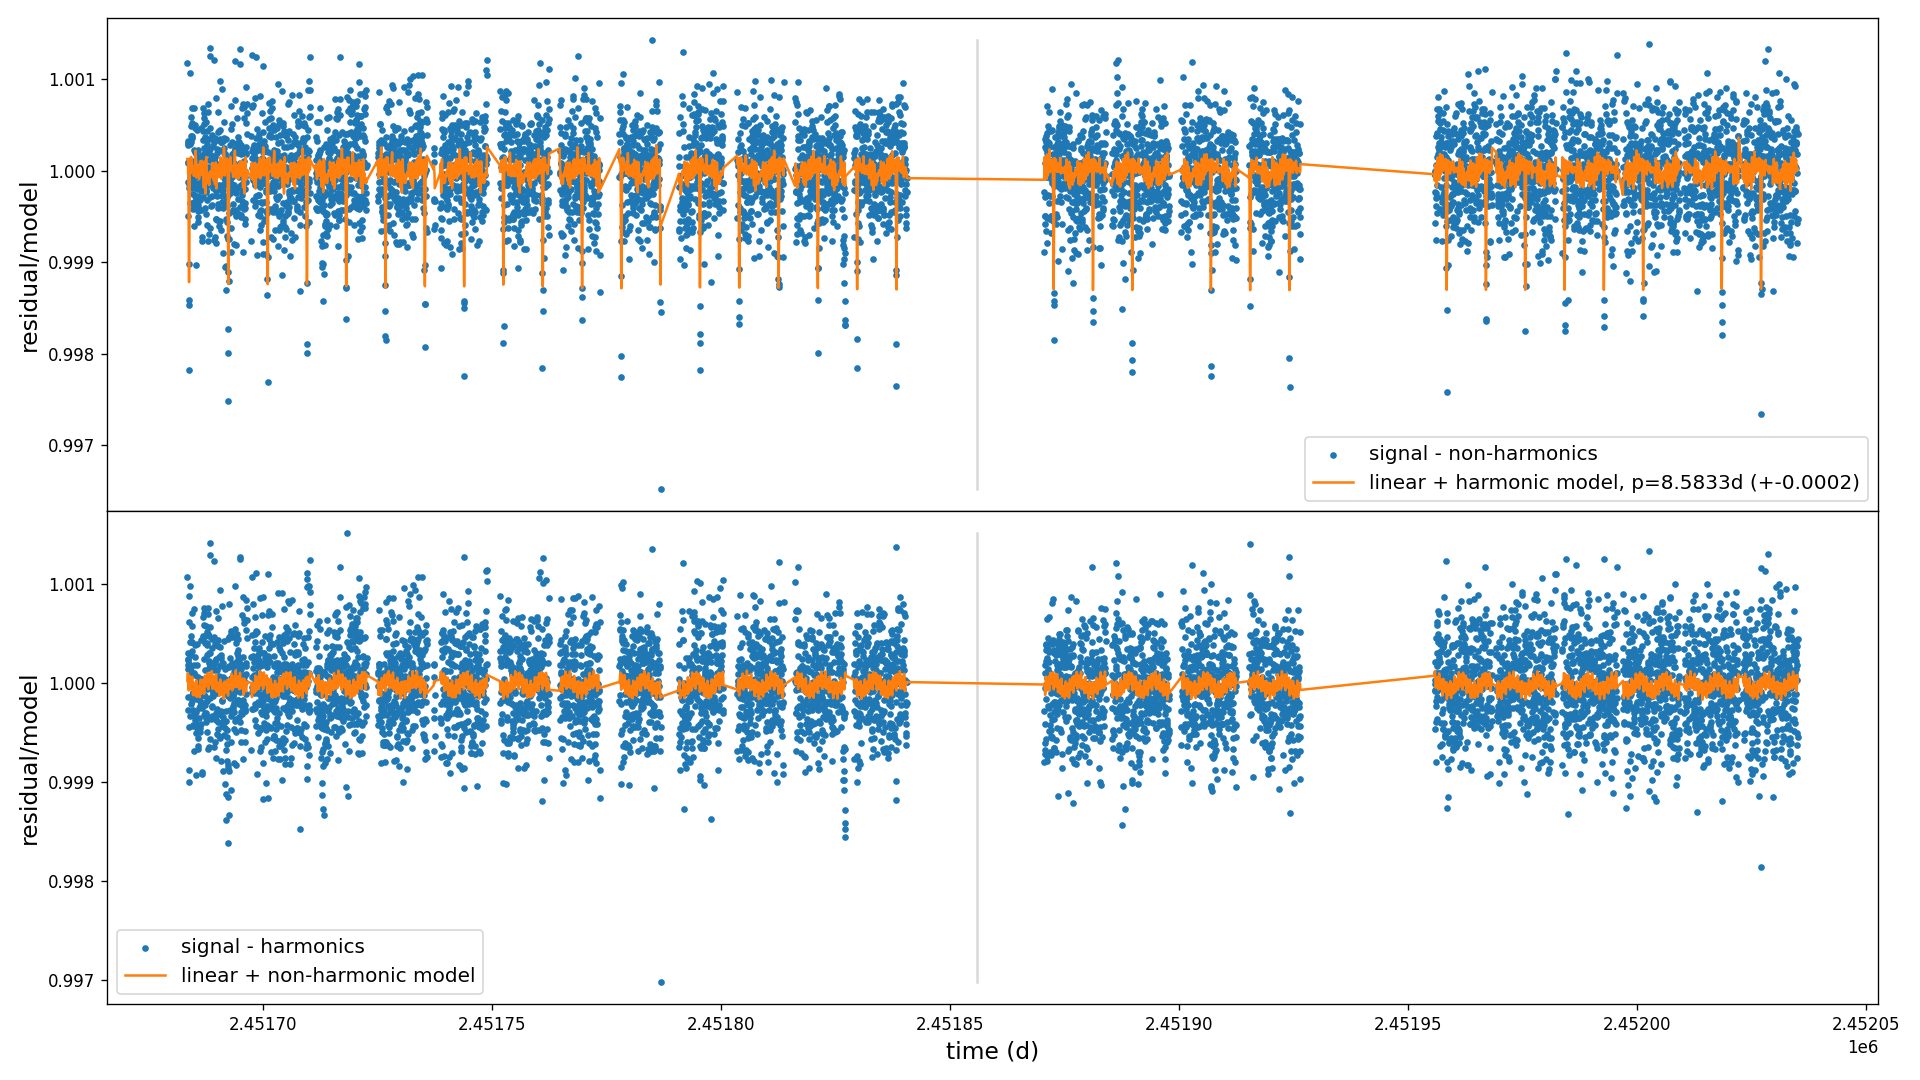 1.001
1.000
0.999
0.998
0.997
residual/model
signal - non-harmonics
linear + harmonic model, p=8.5833d (+-0.0002)
1.001
1.000
0.999
0.998
0.997
residual/model
signal - harmonics
linear + non-harmonic model
2.45170 2.45175 2.45180 2.45185 2.45190 2.45195 2.45200 2.45205
1e6
time (d)